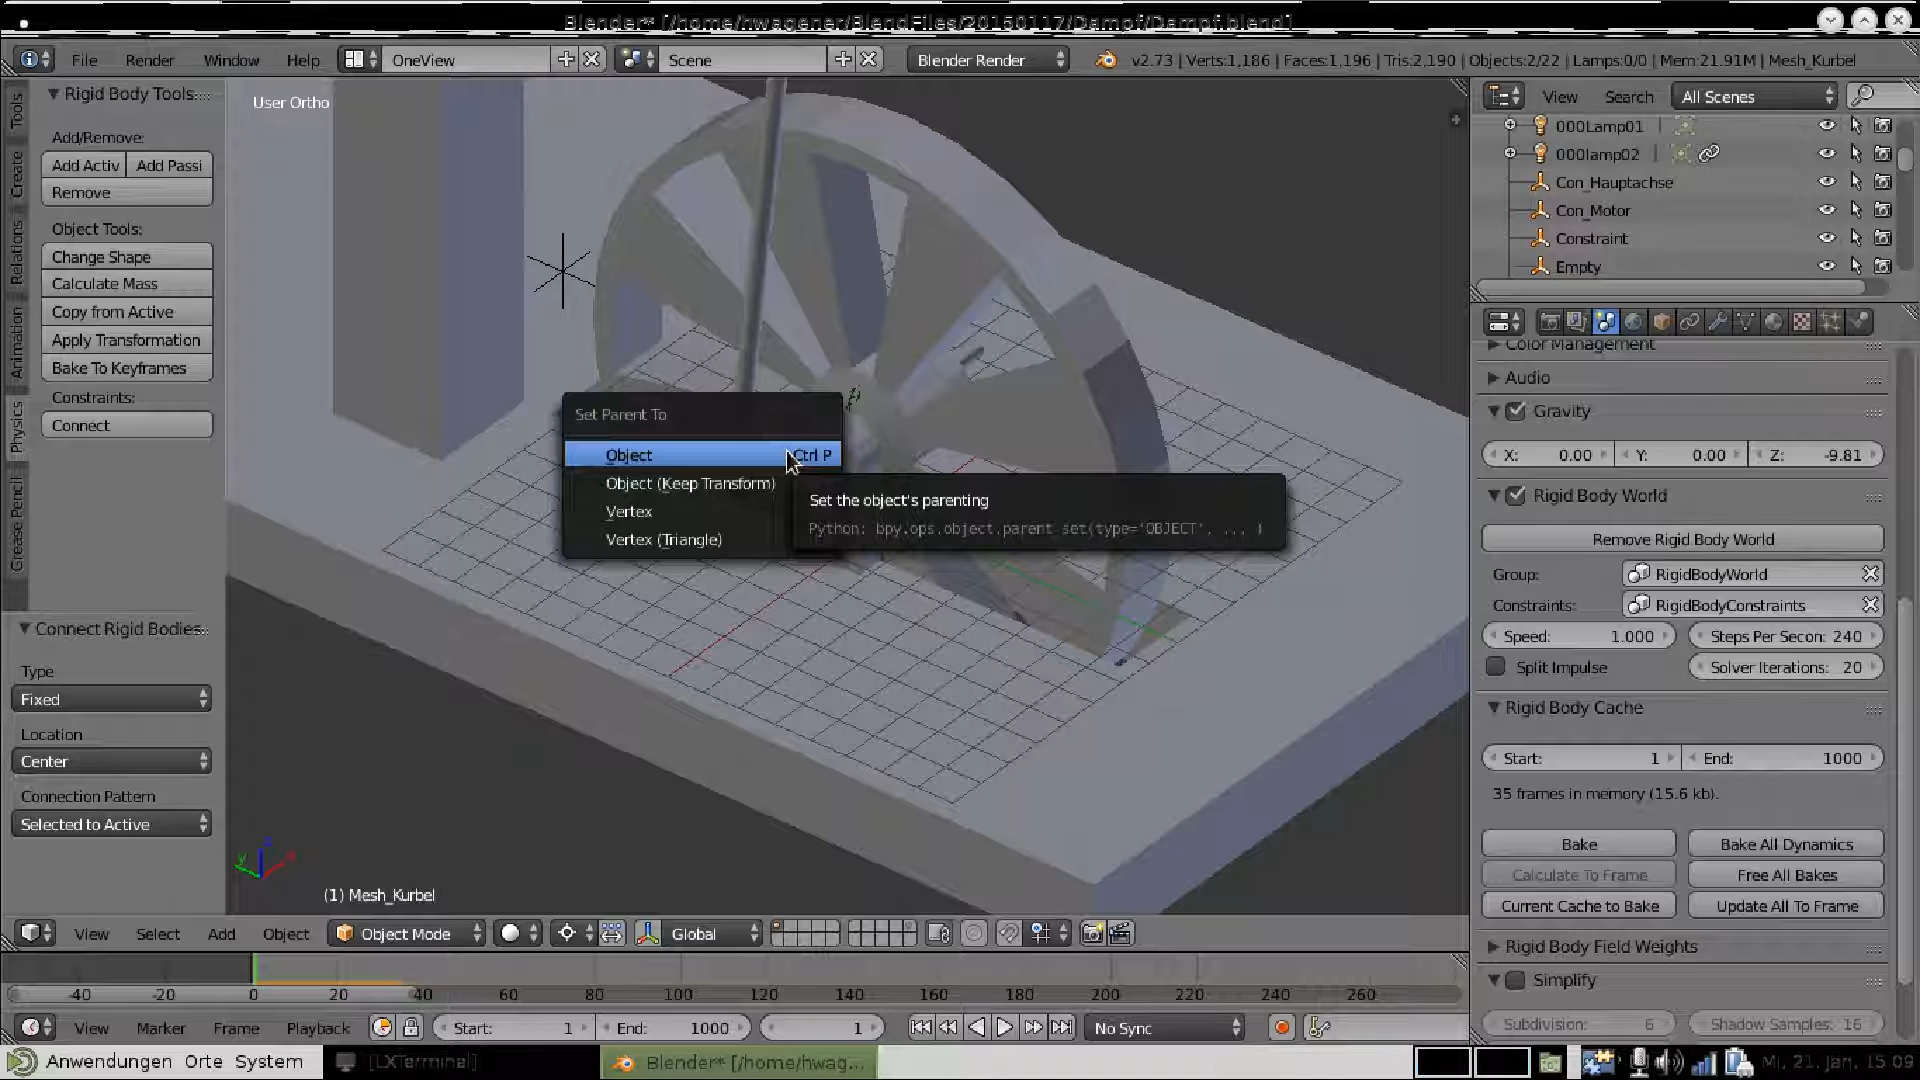 Blender* [/home/hwagener/BlendFiles/20150117/Dampf/Dampf.blend]
File Render Window Help OneView Scene Blender Render v2.73 | Verts:1,186 | Faces:1,196 | Tris:2,190 | Objects:2/22 | Lamps:0/0 | Mem:21.91M | Mesh_Kurbel
Tools
Create
Relations
Animation
Physics
Grease Pencil
Rigid Body Tools
Add/Remove:
Add Activ Add Passi
Remove
Object Tools:
Change Shape
Calculate Mass
Copy from Active
Apply Transformation
Bake To Keyframes
Constraints:
Connect
Connect Rigid Bodies
Type
Fixed
Location
Center
Connection Pattern
Selected to Active
User Ortho
Set Parent To
Object Ctrl P
Object (Keep Transform)
Vertex
Vertex (Triangle)
Set the object's parenting
Python: bpy.ops.object.parent_set(type='OBJECT', ... )
(1) Mesh_Kurbel
View Search All Scenes
000Lamp01
000lamp02
Con_Hauptachse
Con_Motor
Constraint
Empty
Color Management
Audio
Gravity
X: 0.00 Y: 0.00 Z: -9.81
Rigid Body World
Remove Rigid Body World
Group: RigidBodyWorld
Constraints: RigidBodyConstraints
Speed: 1.000 Steps Per Secon: 240
Split Impulse Solver Iterations: 20
Rigid Body Cache
Start: 1 End: 1000
35 frames in memory (15.6 kb).
Bake Bake All Dynamics
Calculate To Frame Free All Bakes
Current Cache to Bake Update All To Frame
Rigid Body Field Weights
Simplify
Subdivision: 6 Shadow Samples: 16
View Select Add Object Object Mode Global
-40 -20 0 20 40 60 80 100 120 140 160 180 200 220 240 260
View Marker Frame Playback Start: 1 End: 1000 1 No Sync
Anwendungen Orte System [LXTerminal] Blender* [/home/hwag... Mi, 21. Jan, 15:09